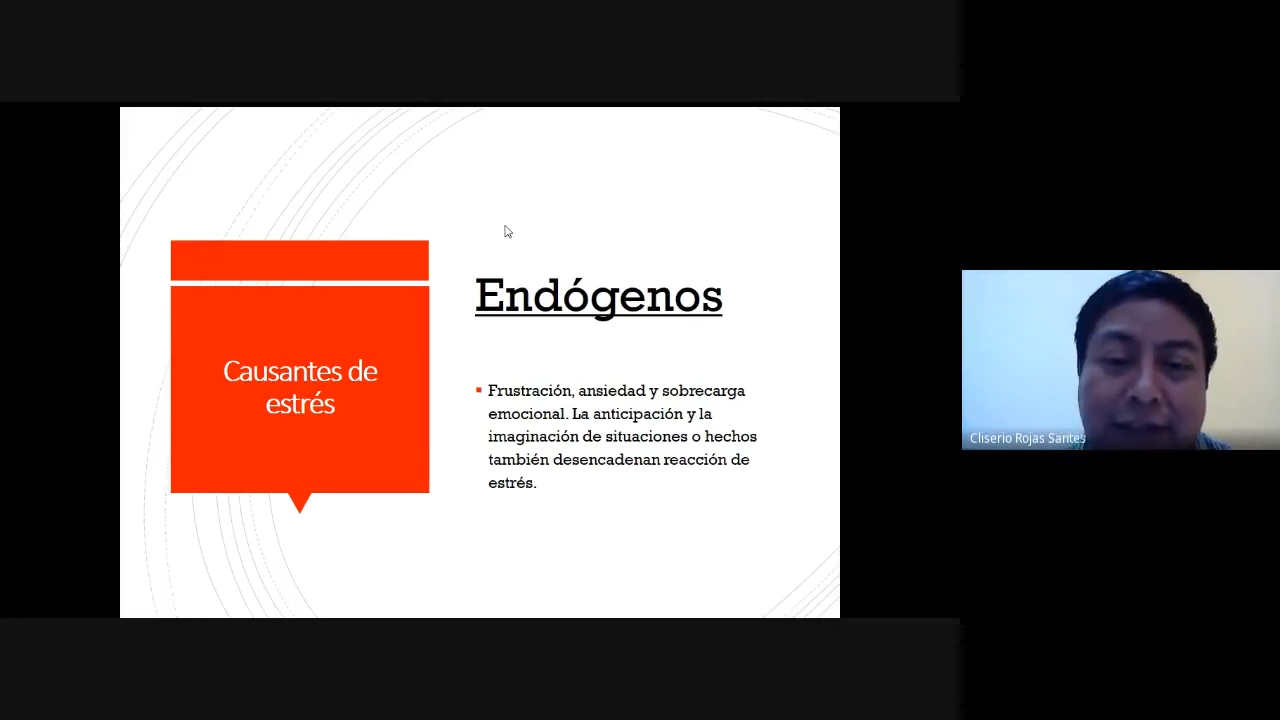 Causantes de
estrés
Endógenos
Frustración, ansiedad y sobrecarga
emocional. La anticipación y la
imaginación de situaciones o hechos
también desencadenan reacción de
estrés.
Cliserio Rojas Santes